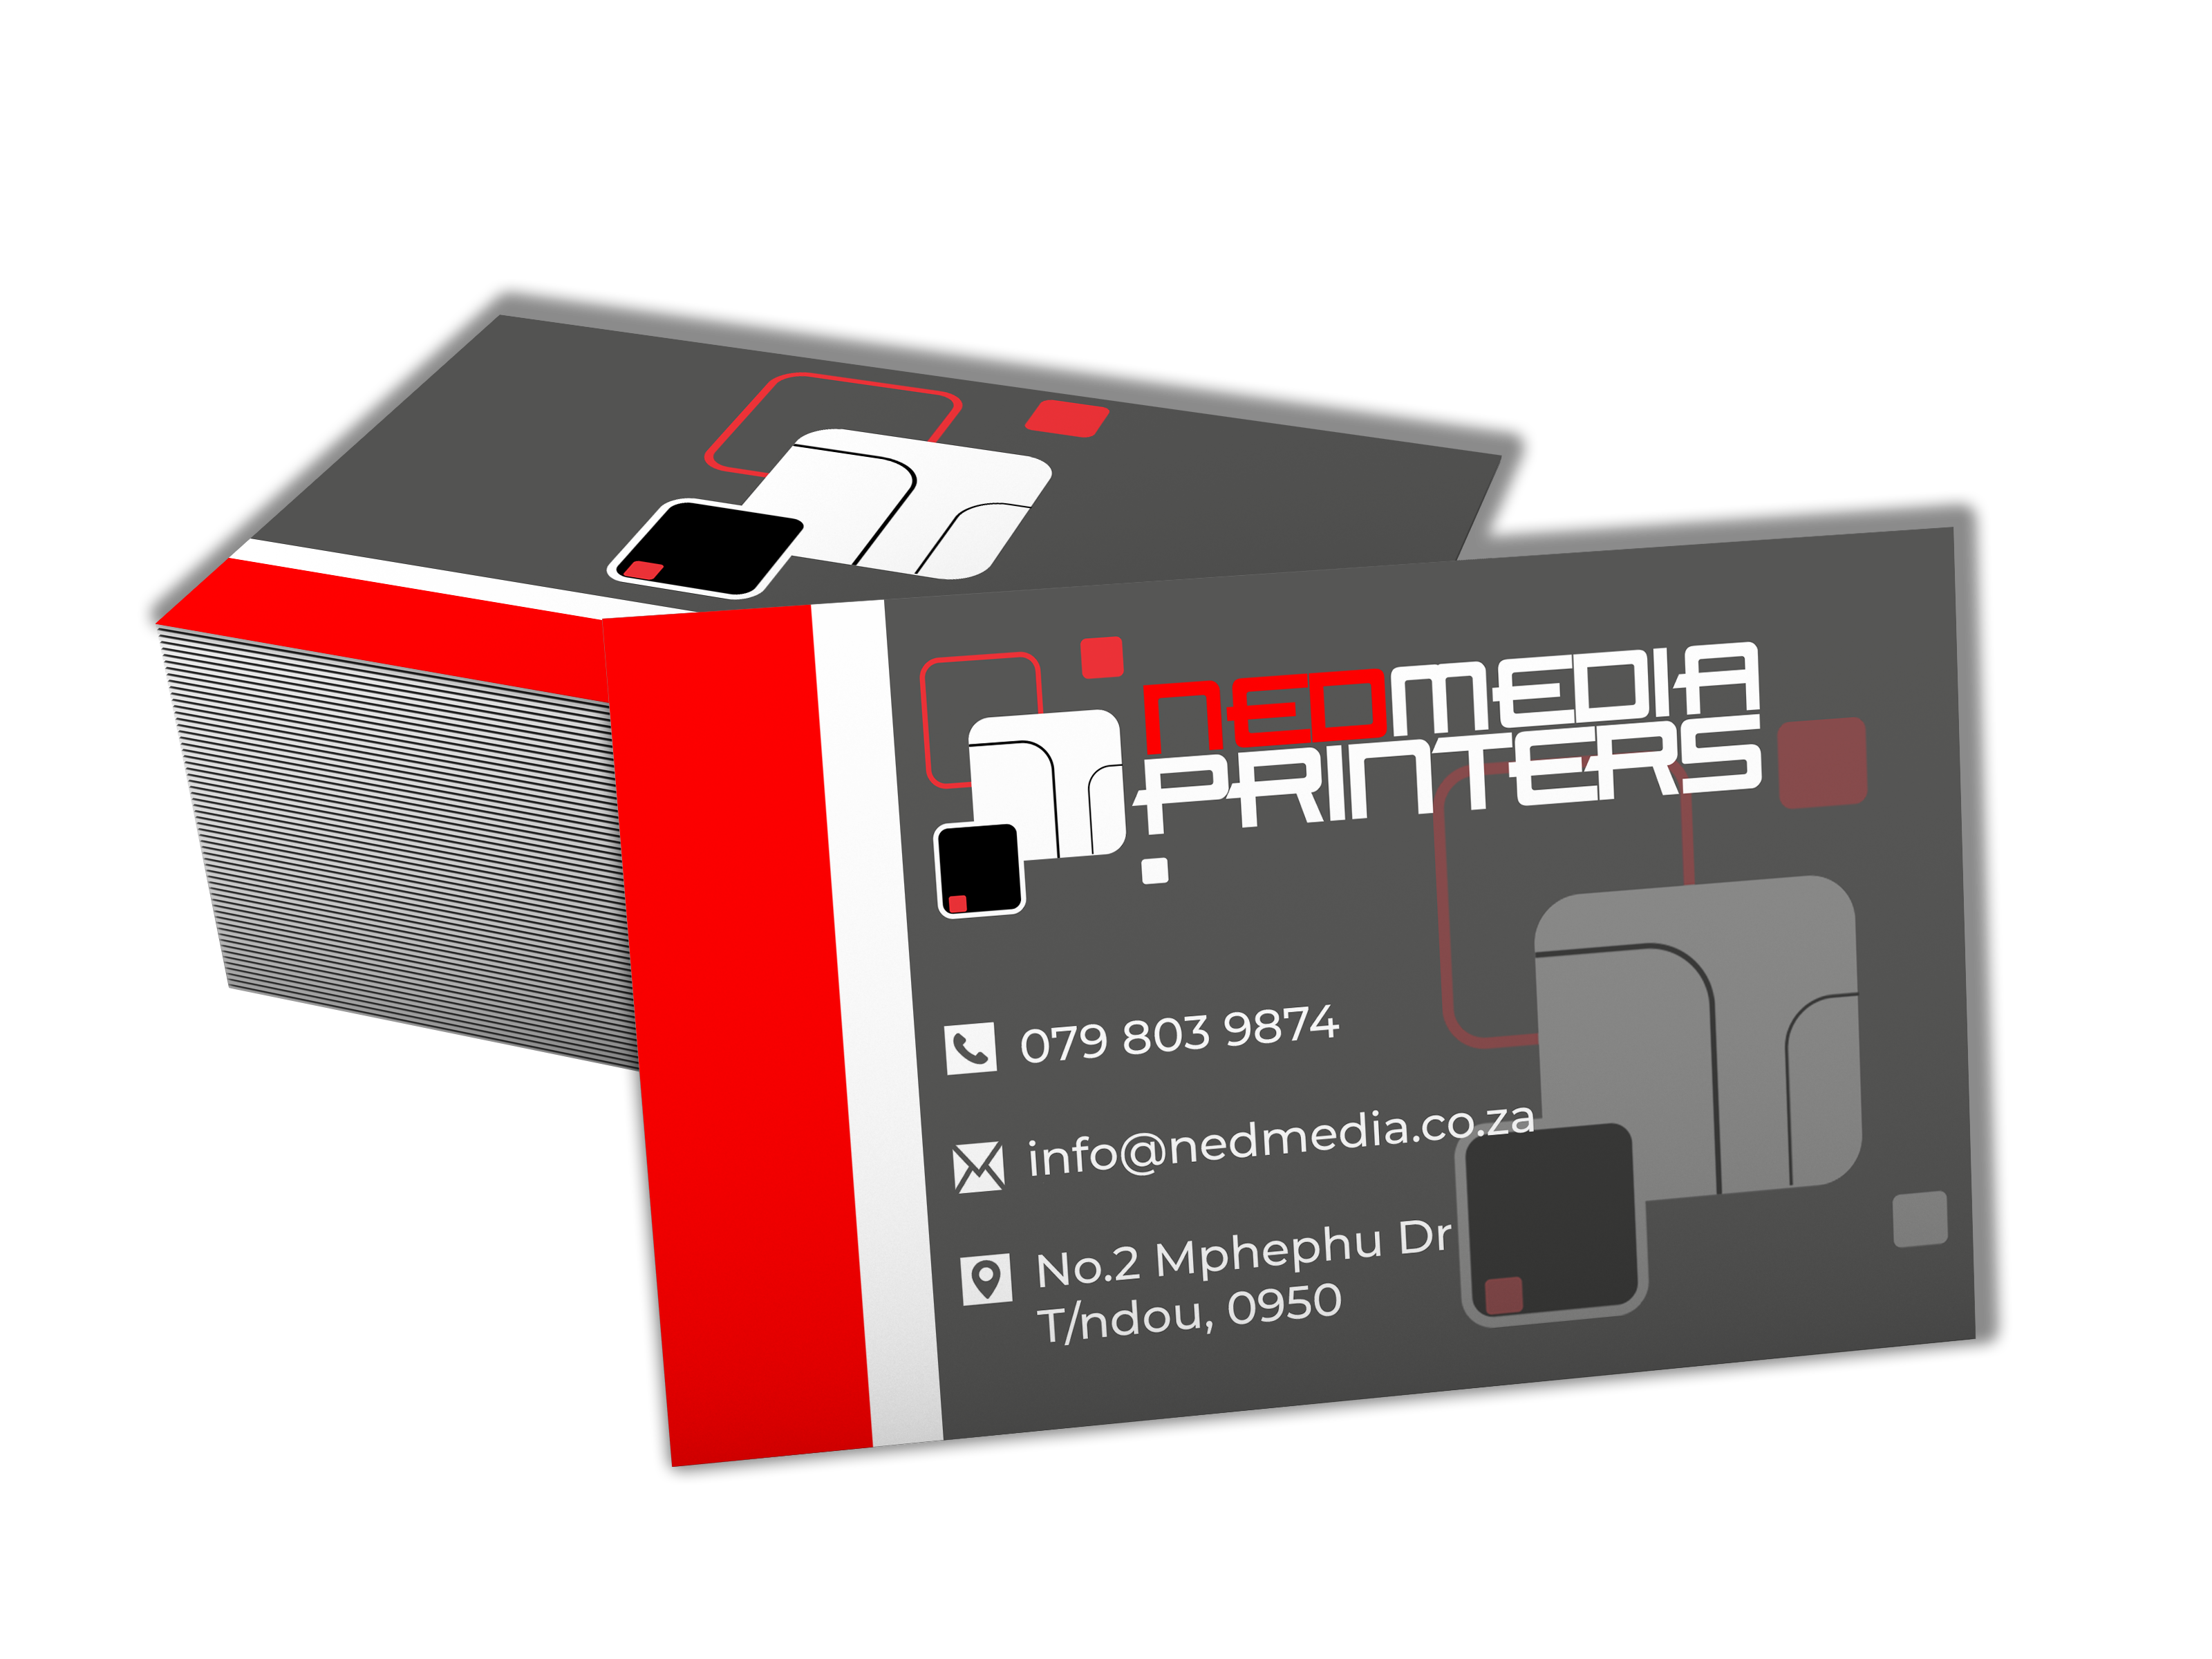 NEDMEDIA
PRINTERS
079 803 9874
info@nedmedia.co.za
No.2 Mphephu Dr
T/ndou, 0950